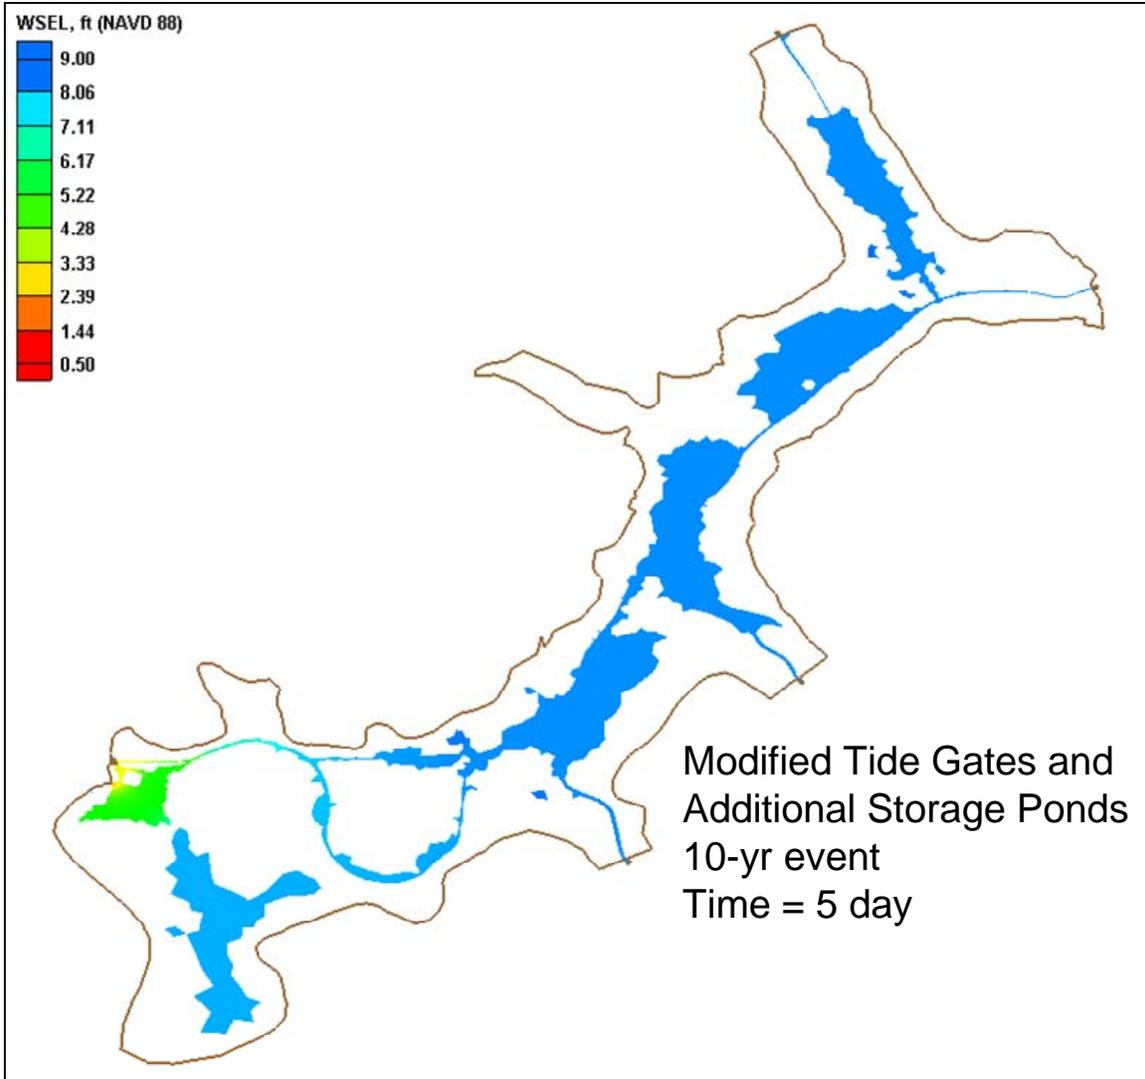 WSEL, ft (NAVD 88)
9.00
8.06
7.11
6.17
5.22
4.28
3.33
2.39
1.44
0.50
Modified Tide Gates and
Additional Storage Ponds
10-yr event
Time = 5 day